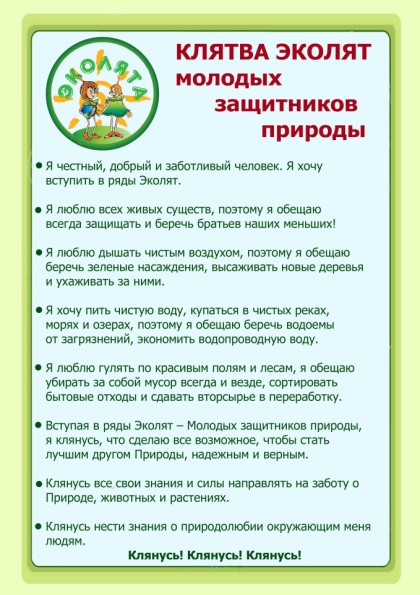 ЭКОЛЯТА
КЛЯТВА ЭКОЛЯТ
молодых
защитников
природы
• Я честный, добрый и заботливый человек. Я хочу
вступить в ряды Эколят.
• Я люблю всех живых существ, поэтому я обещаю
всегда защищать и беречь братьев наших меньших!
• Я люблю дышать чистым воздухом, поэтому я обещаю
беречь зеленые насаждения, высаживать новые деревья
и ухаживать за ними.
• Я хочу пить чистую воду, купаться в чистых реках,
морях и озерах, поэтому я обещаю беречь водоемы
от загрязнений, экономить водопроводную воду.
• Я люблю гулять по красивым полям и лесам, я обещаю
убирать за собой мусор всегда и везде, сортировать
бытовые отходы и сдавать вторсырье в переработку.
• Вступая в ряды Эколят – Молодых защитников природы,
я клянусь, что сделаю все возможное, чтобы стать
лучшим другом Природы, надежным и верным.
• Клянусь все свои знания и силы направлять на заботу о
Природе, животных и растениях.
• Клянусь нести знания о природолюбии окружающим меня
людям.
Клянусь! Клянусь! Клянусь!